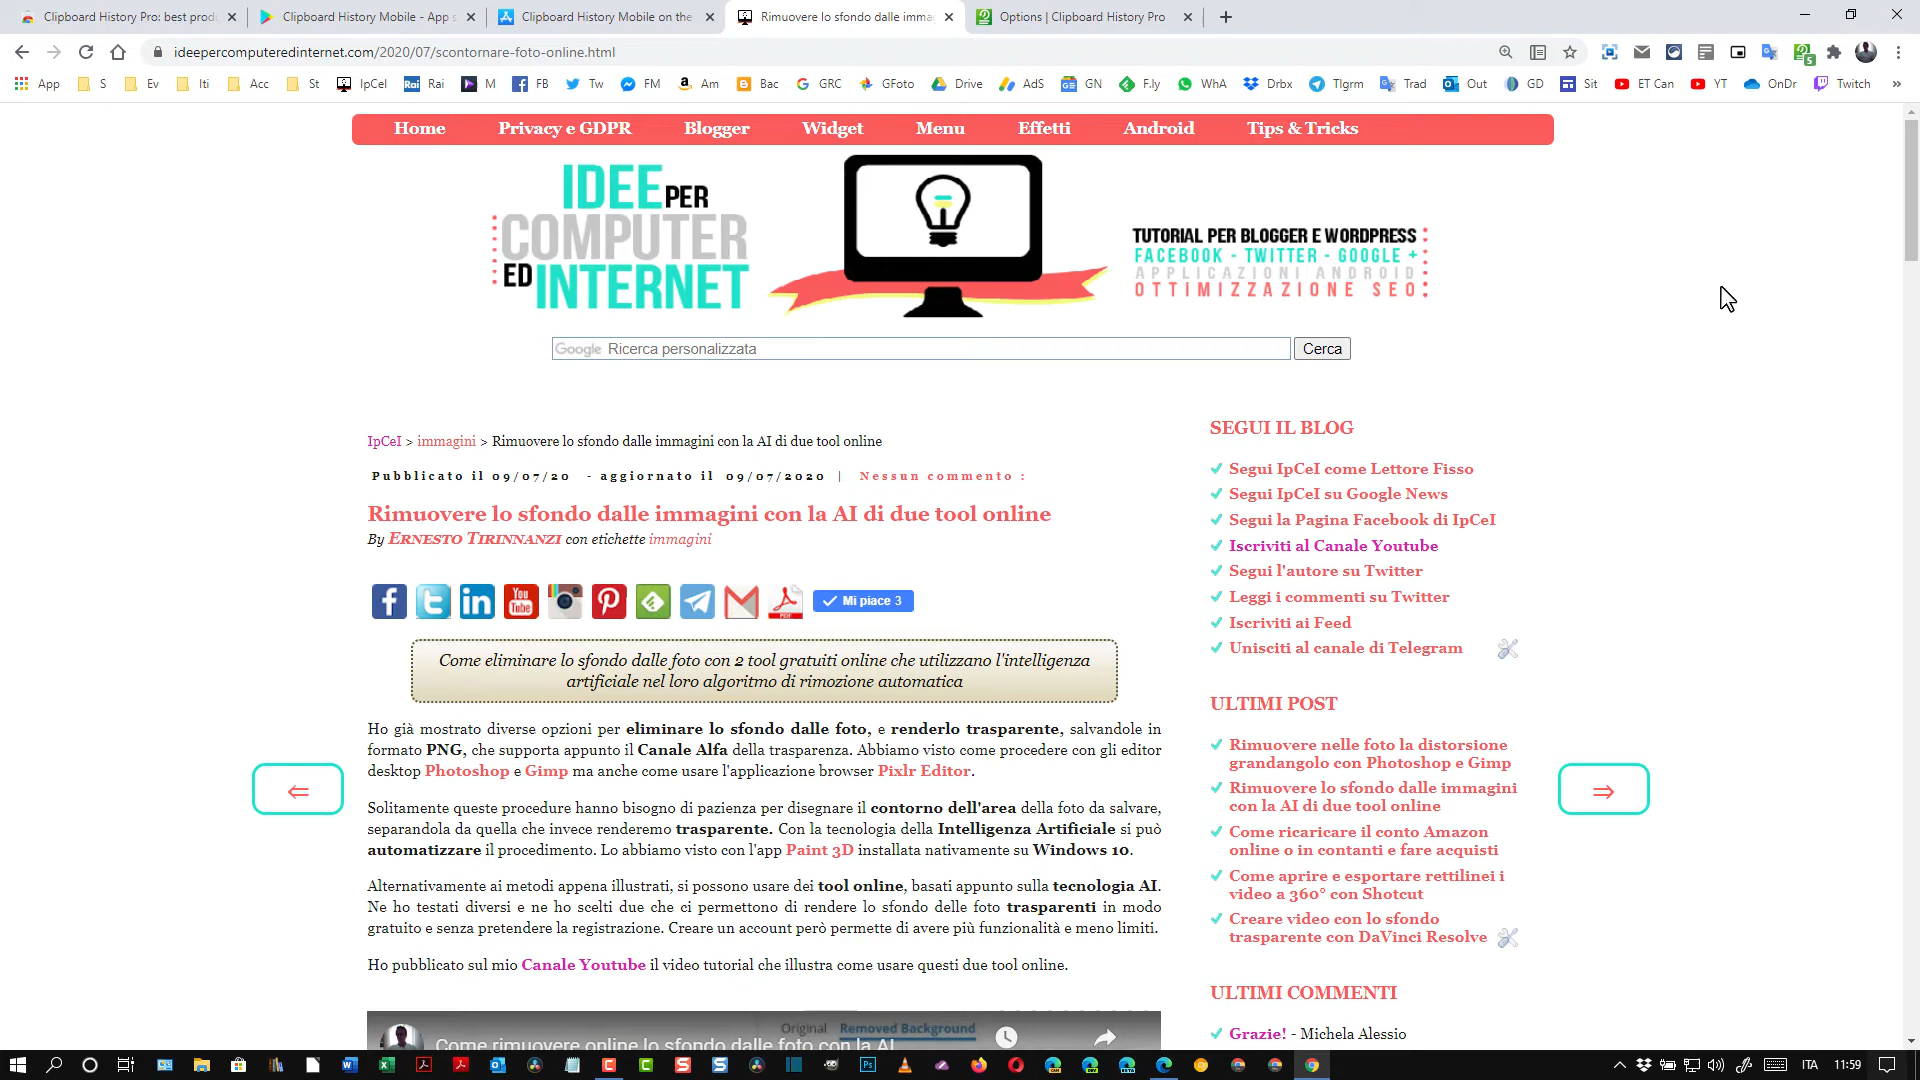 Clipboard History Pro: best prod
Clipboard History Mobile - App s
Clipboard History Mobile on the
Rimuovere lo sfondo dalle imma
Options | Clipboard History Pro
ideepercomputeredinternet.com/2020/07/scontornare-foto-online.html
App S Ev Iti Acc St IpCel Rai M FB Tw FM Am Bac GRC GFoto Drive AdS GN F.ly WhA Drbx Tlgrm Trad Out GD Sit ET Can YT OnDr Twitch »
Home Privacy e GDPR Blogger Widget Menu Effetti Android Tips & Tricks
IDEE PER
COMPUTER
ED INTERNET
TUTORIAL PER BLOGGER E WORDPRESS
FACEBOOK - TWITTER - GOOGLE +
APPLICAZIONI ANDROID
OTTIMIZZAZIONE SEO
Google Ricerca personalizzata Cerca
IpCeI > immagini > Rimuovere lo sfondo dalle immagini con la AI di due tool online
Pubblicato il 09/07/20 - aggiornato il 09/07/2020 | Nessun commento :
Rimuovere lo sfondo dalle immagini con la AI di due tool online
By Ernesto Tirinnanzi con etichette immagini
You Tube
PDF
Mi piace 3
Come eliminare lo sfondo dalle foto con 2 tool gratuiti online che utilizzano l'intelligenza
artificiale nel loro algoritmo di rimozione automatica
Ho già mostrato diverse opzioni per eliminare lo sfondo dalle foto, e renderlo trasparente, salvandole in
formato PNG, che supporta appunto il Canale Alfa della trasparenza. Abbiamo visto come procedere con gli editor
desktop Photoshop e Gimp ma anche come usare l'applicazione browser Pixlr Editor.
Solitamente queste procedure hanno bisogno di pazienza per disegnare il contorno dell'area della foto da salvare,
separandola da quella che invece renderemo trasparente. Con la tecnologia della Intelligenza Artificiale si può
automatizzare il procedimento. Lo abbiamo visto con l'app Paint 3D installata nativamente su Windows 10.
Alternativamente ai metodi appena illustrati, si possono usare dei tool online, basati appunto sulla tecnologia AI.
Ne ho testati diversi e ne ho scelti due che ci permettono di rendere lo sfondo delle foto trasparenti in modo
gratuito e senza pretendere la registrazione. Creare un account però permette di avere più funzionalità e meno limiti.
Ho pubblicato sul mio Canale Youtube il video tutorial che illustra come usare questi due tool online.
Original Removed Background
Come rimuovere online lo sfondo dalle foto con la AI
SEGUI IL BLOG
Segui IpCeI come Lettore Fisso
Segui IpCeI su Google News
Segui la Pagina Facebook di IpCeI
Iscriviti al Canale Youtube
Segui l'autore su Twitter
Leggi i commenti su Twitter
Iscriviti ai Feed
Unisciti al canale di Telegram
ULTIMI POST
Rimuovere nelle foto la distorsione
grandangolo con Photoshop e Gimp
Rimuovere lo sfondo dalle immagini
con la AI di due tool online
Come ricaricare il conto Amazon
online o in contanti e fare acquisti
Come aprire e esportare rettilinei i
video a 360° con Shotcut
Creare video con lo sfondo
trasparente con DaVinci Resolve
ULTIMI COMMENTI
Grazie! - Michela Alessio
ITA 11:59